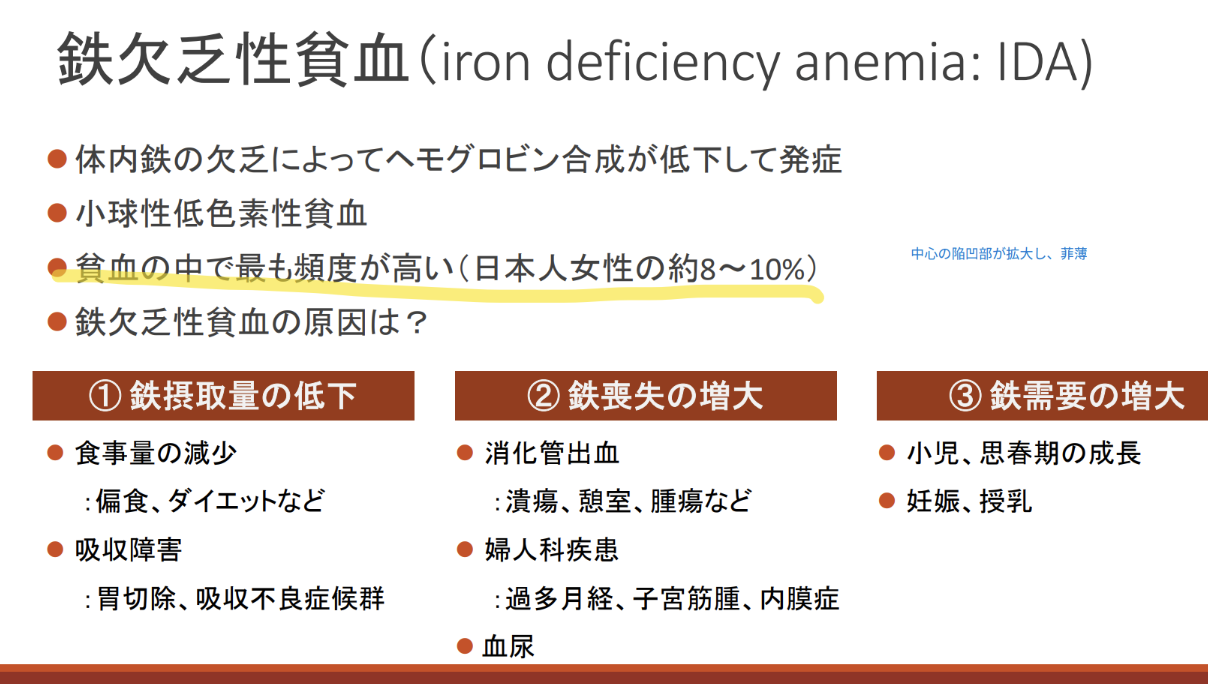 鉄欠乏性貧血(iron deficiency anemia: IDA)
● 体内鉄の欠乏によってヘモグロビン合成が低下して発症
● 小球性低色素性貧血
● 貧血の中で最も頻度が高い(日本人女性の約8～10%)
中心の陥凹部が拡大し、菲薄
● 鉄欠乏性貧血の原因は？
① 鉄摂取量の低下
● 食事量の減少
：偏食、ダイエットなど
● 吸収障害
：胃切除、吸収不良症候群
② 鉄喪失の増大
● 消化管出血
：潰瘍、憩室、腫瘍など
● 婦人科疾患
：過多月経、子宮筋腫、内膜症
● 血尿
③ 鉄需要の増大
● 小児、思春期の成長
● 妊娠、授乳